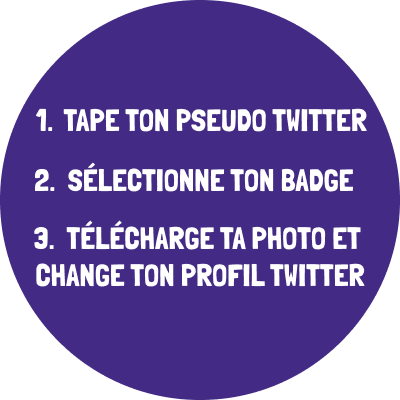 1. TAPE TON PSEUDO TWITTER
2. SÉLECTIONNE TON BADGE
3. TÉLÉCHARGE TA PHOTO ET
CHANGE TON PROFIL TWITTER